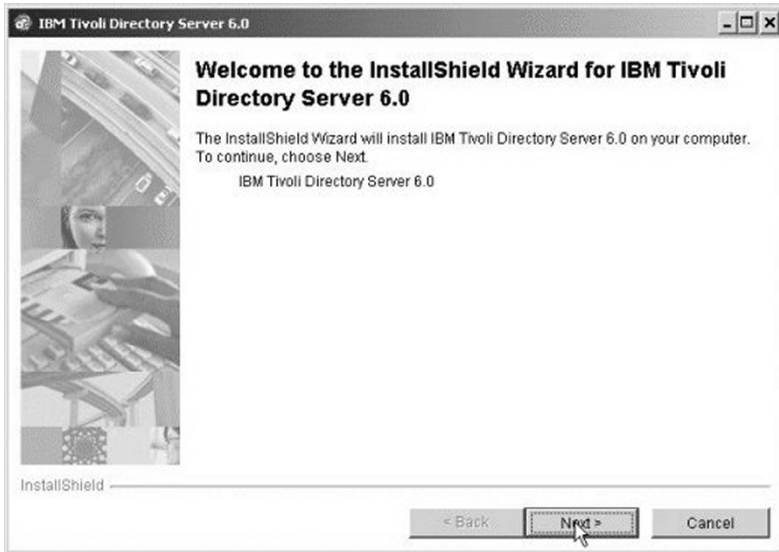 IBM Tivoli Directory Server 6.0
Welcome to the InstallShield Wizard for IBM Tivoli
Directory Server 6.0
The InstallShield Wizard will install IBM Tivoli Directory Server 6.0 on your computer.
To continue, choose Next.
IBM Tivoli Directory Server 6.0
InstallShield
< Back
Next >
Cancel